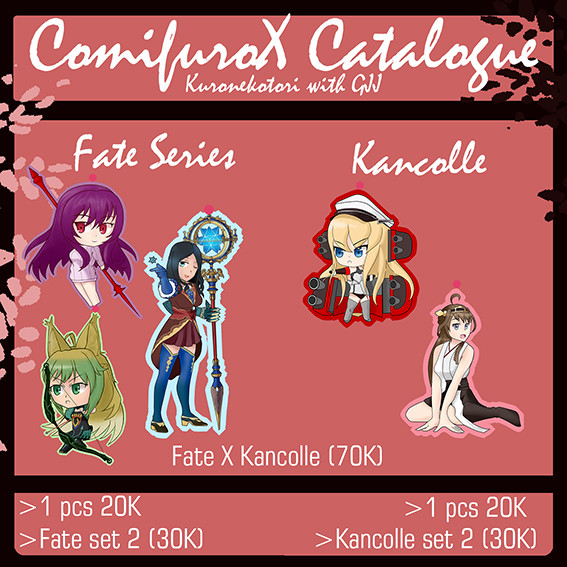 ComifuroX Catalogue
Kuronekotori with GJJ
Fate Series
Kancolle
Fate X Kancolle (70K)
>1 pcs 20K
>Fate set 2 (30K)
>1 pcs 20K
>Kancolle set 2 (30K)